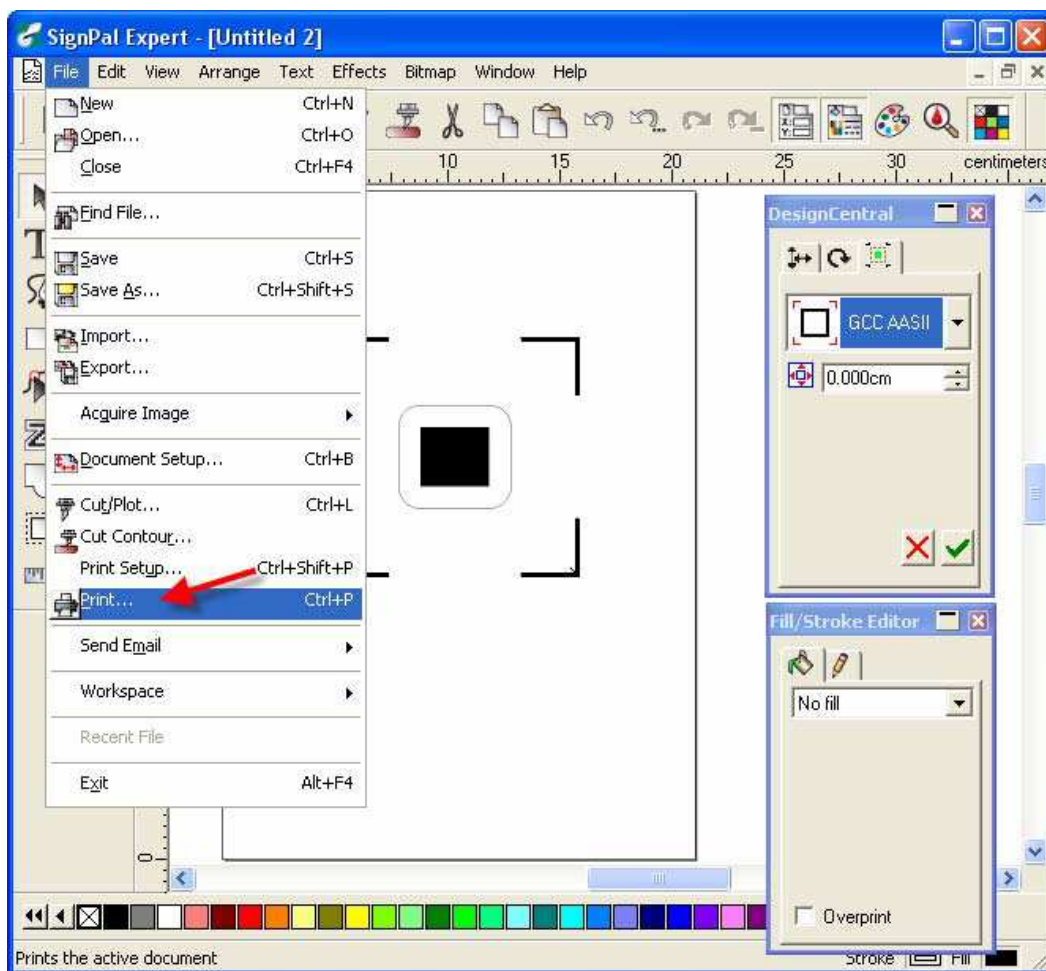 SignPal Expert - [Untitled 2]
File Edit View Arrange Text Effects Bitmap Window Help
New Ctrl+N
Open... Ctrl+O
Close Ctrl+F4
Find File...
Save Ctrl+S
Save As... Ctrl+Shift+S
Import...
Export...
Acquire Image
Document Setup... Ctrl+B
Cut/Plot... Ctrl+L
Cut Contour...
Print Setup... Ctrl+Shift+P
Print... Ctrl+P
Send Email
Workspace
Recent File
Exit Alt+F4
10 15 20 25 30 centimeters
DesignCentral
GCC AASII
0.000cm
Fill/Stroke Editor
No fill
Overprint
0
Prints the active document
Stroke Fill